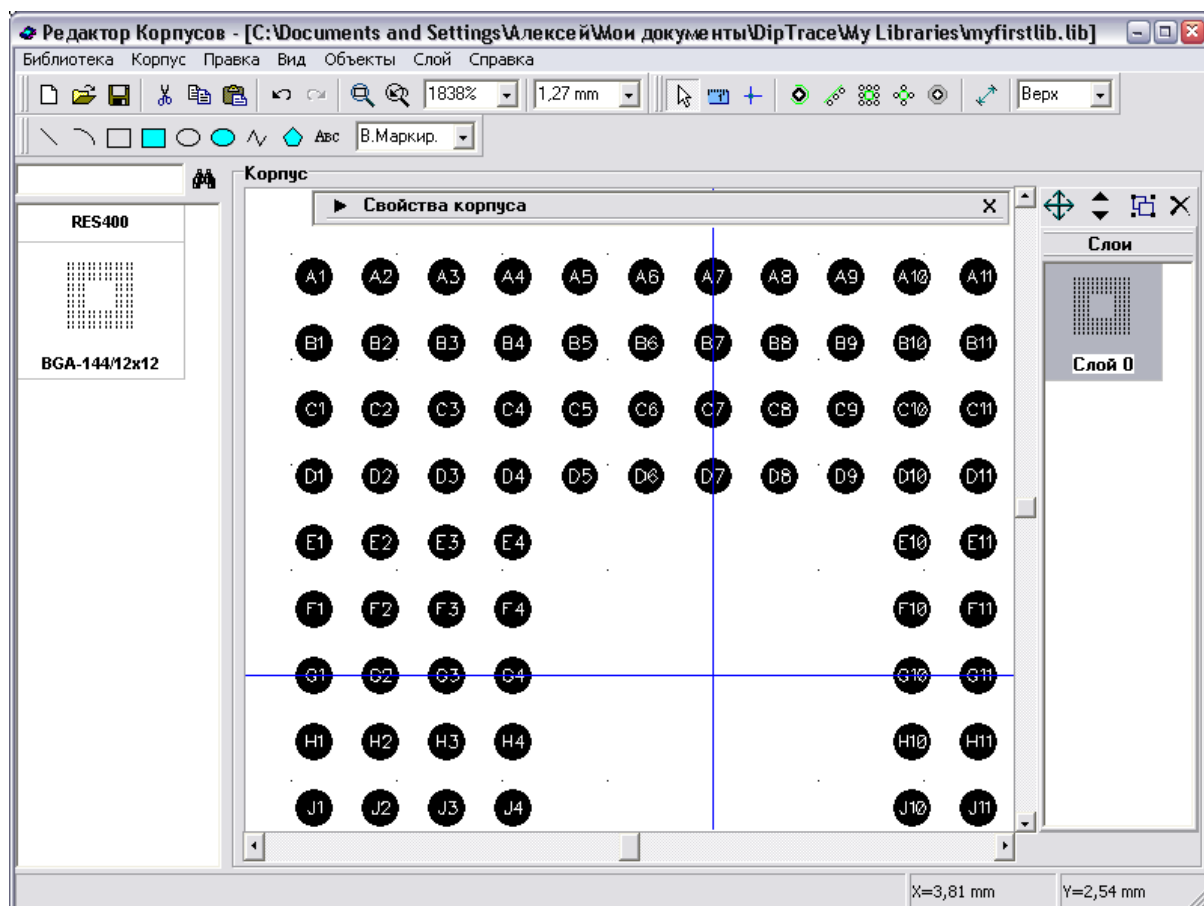 Редактор Корпусов - [C:\Documents and Settings\Алексей\Мои документы\DipTrace\My Libraries\myfirstlib.lib]
Библиотека Корпус Правка Вид Объекты Слой Справка
1838% 1,27 mm Верх
Abc В.Маркир.
Корпус
Свойства корпуса
RES400
BGA-144/12x12
Слои
Слой 0
A1 A2 A3 A4 A5 A6 A7 A8 A9 A10 A11
B1 B2 B3 B4 B5 B6 B7 B8 B9 B10 B11
C1 C2 C3 C4 C5 C6 C7 C8 C9 C10 C11
D1 D2 D3 D4 D5 D6 D7 D8 D9 D10 D11
E1 E2 E3 E4 E10 E11
F1 F2 F3 F4 F10 F11
G1 G2 G3 G4 G10 G11
H1 H2 H3 H4 H10 H11
J1 J2 J3 J4 J10 J11
X=3,81 mm Y=2,54 mm